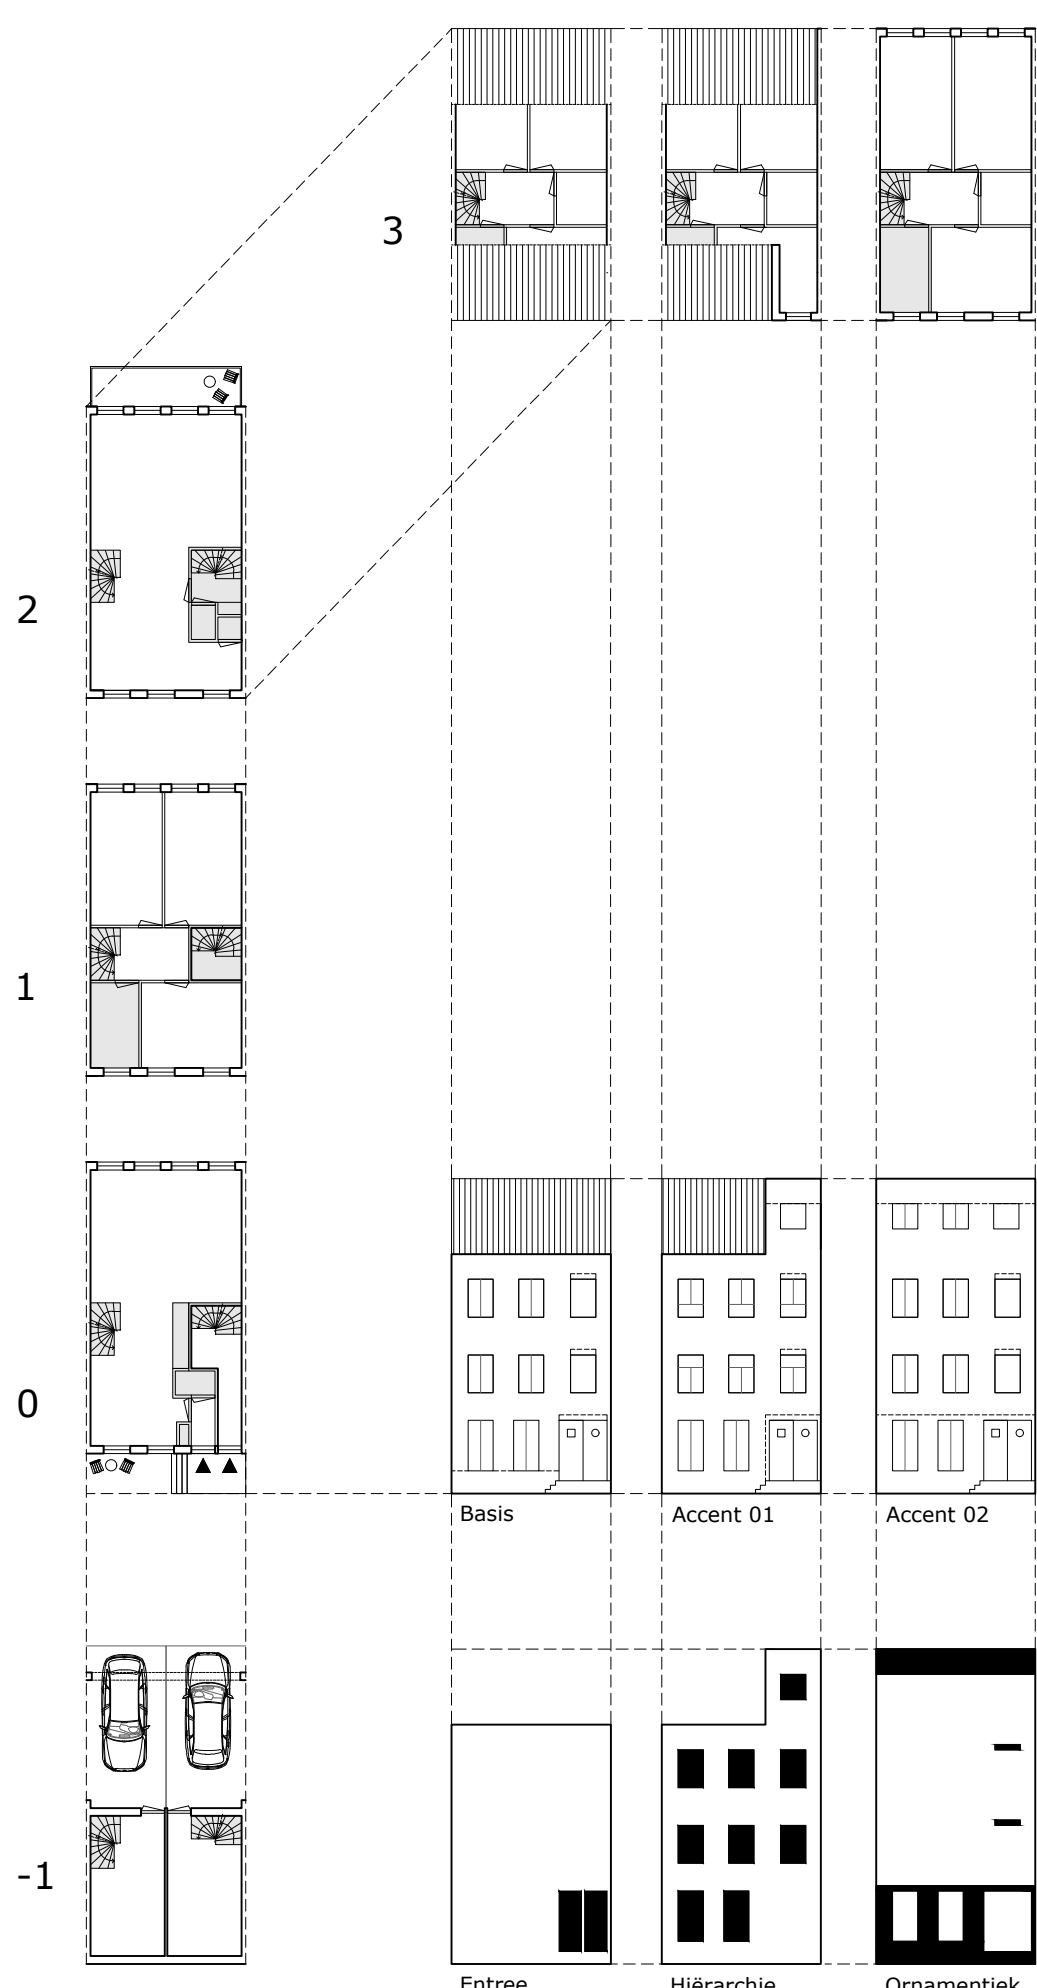 3
2
1
0
Basis
Accent 01
Accent 02
-1
Entree
Hiërarchie
Ornamentiek